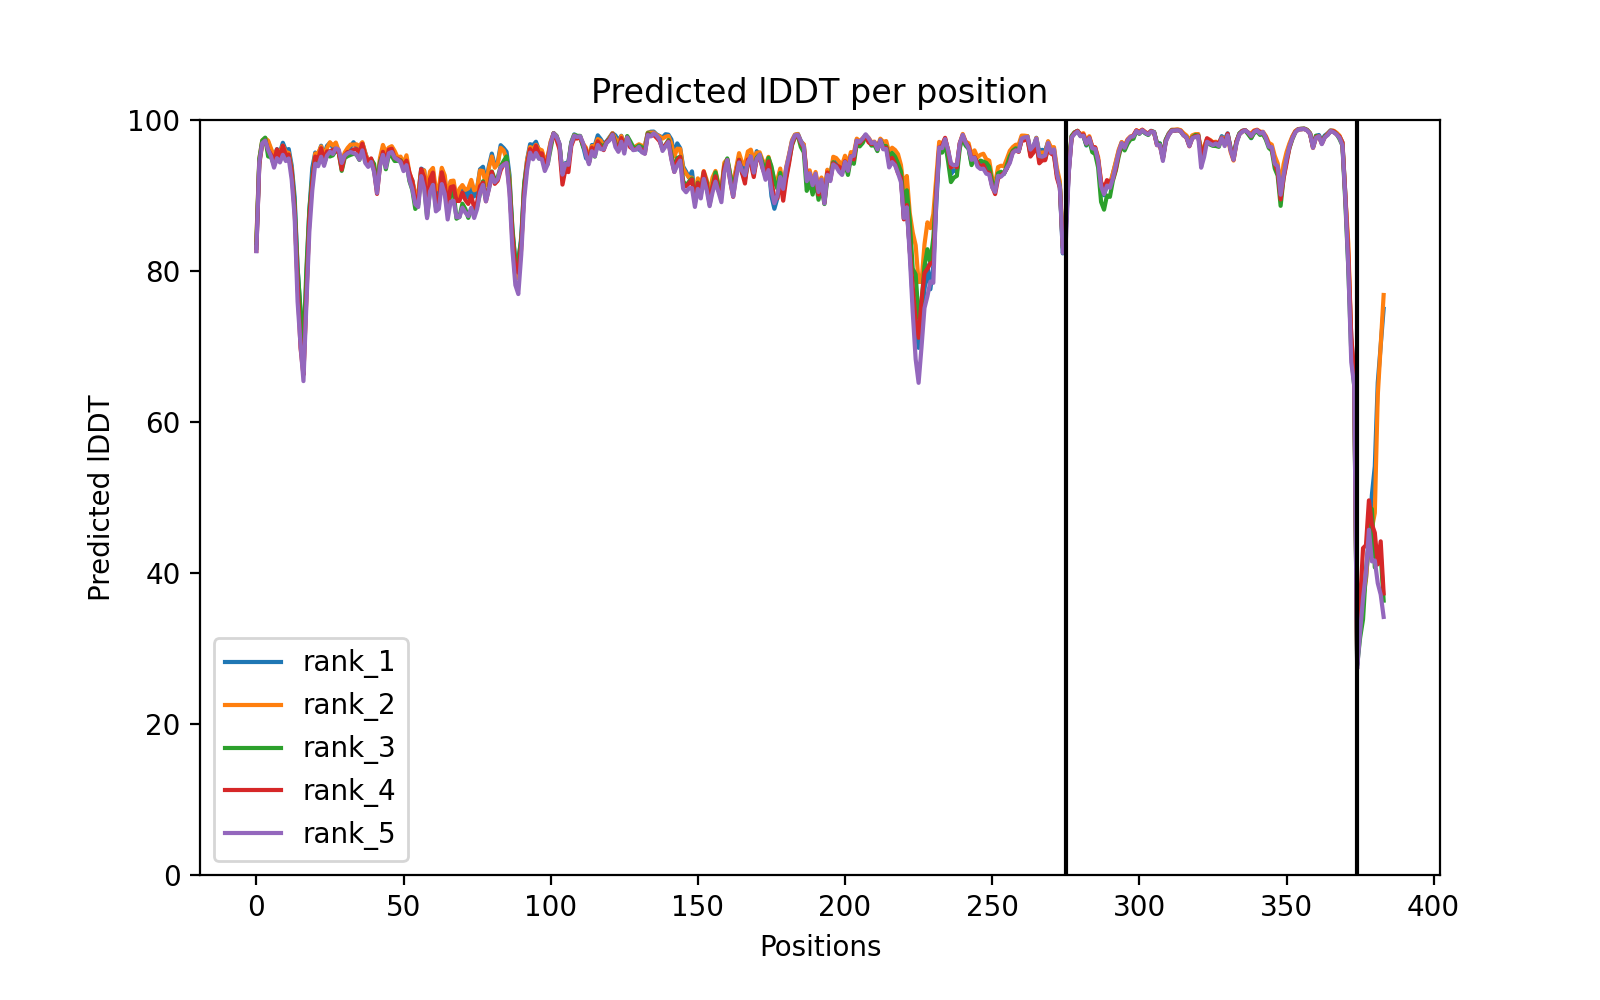 Predicted lDDT per position
100
80
60
40
20
0
Predicted lDDT
rank_1
rank_2
rank_3
rank_4
rank_5
0 50 100 150 200 250 300 350 400
Positions